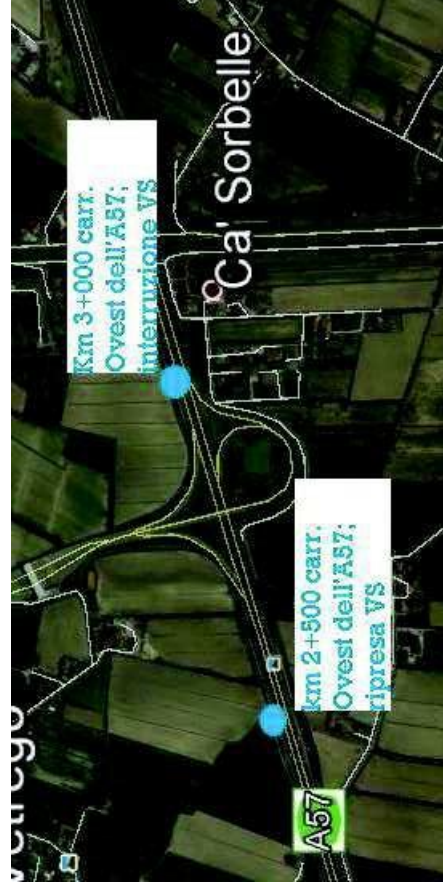 Km 3+000 carr.
Ovest dell'A57;
interruzione VS
Ca' Sorbelle
km 2+500 carr.
Ovest dell'A57;
ripresa VS
A57